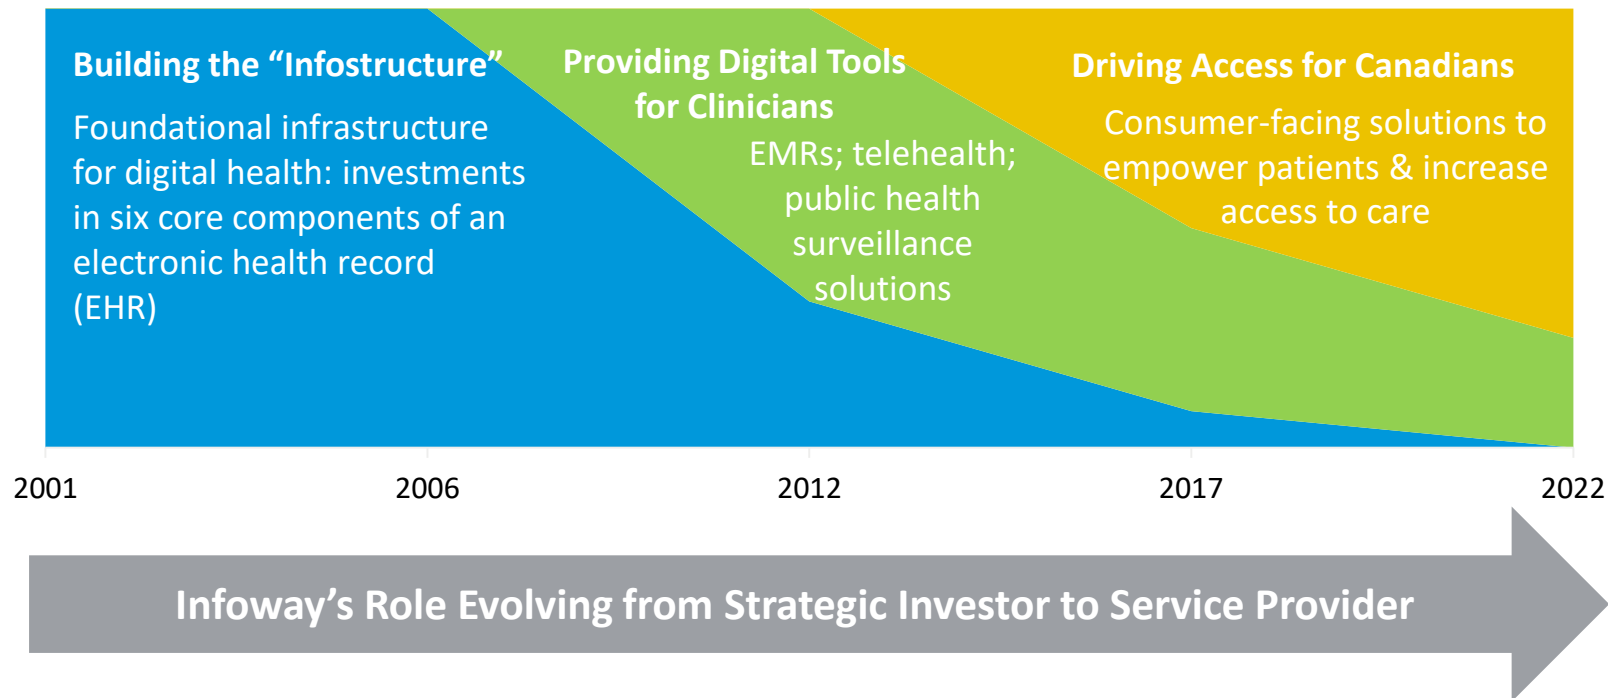 Building the “Infostructure”
Foundational infrastructure
for digital health: investments
in six core components of an
electronic health record
(EHR)
Providing Digital Tools
for Clinicians
EMRs; telehealth;
public health
surveillance
solutions
Driving Access for Canadians
Consumer-facing solutions to
empower patients & increase
access to care
2001
2006
2012
2017
2022
Infoway’s Role Evolving from Strategic Investor to Service Provider